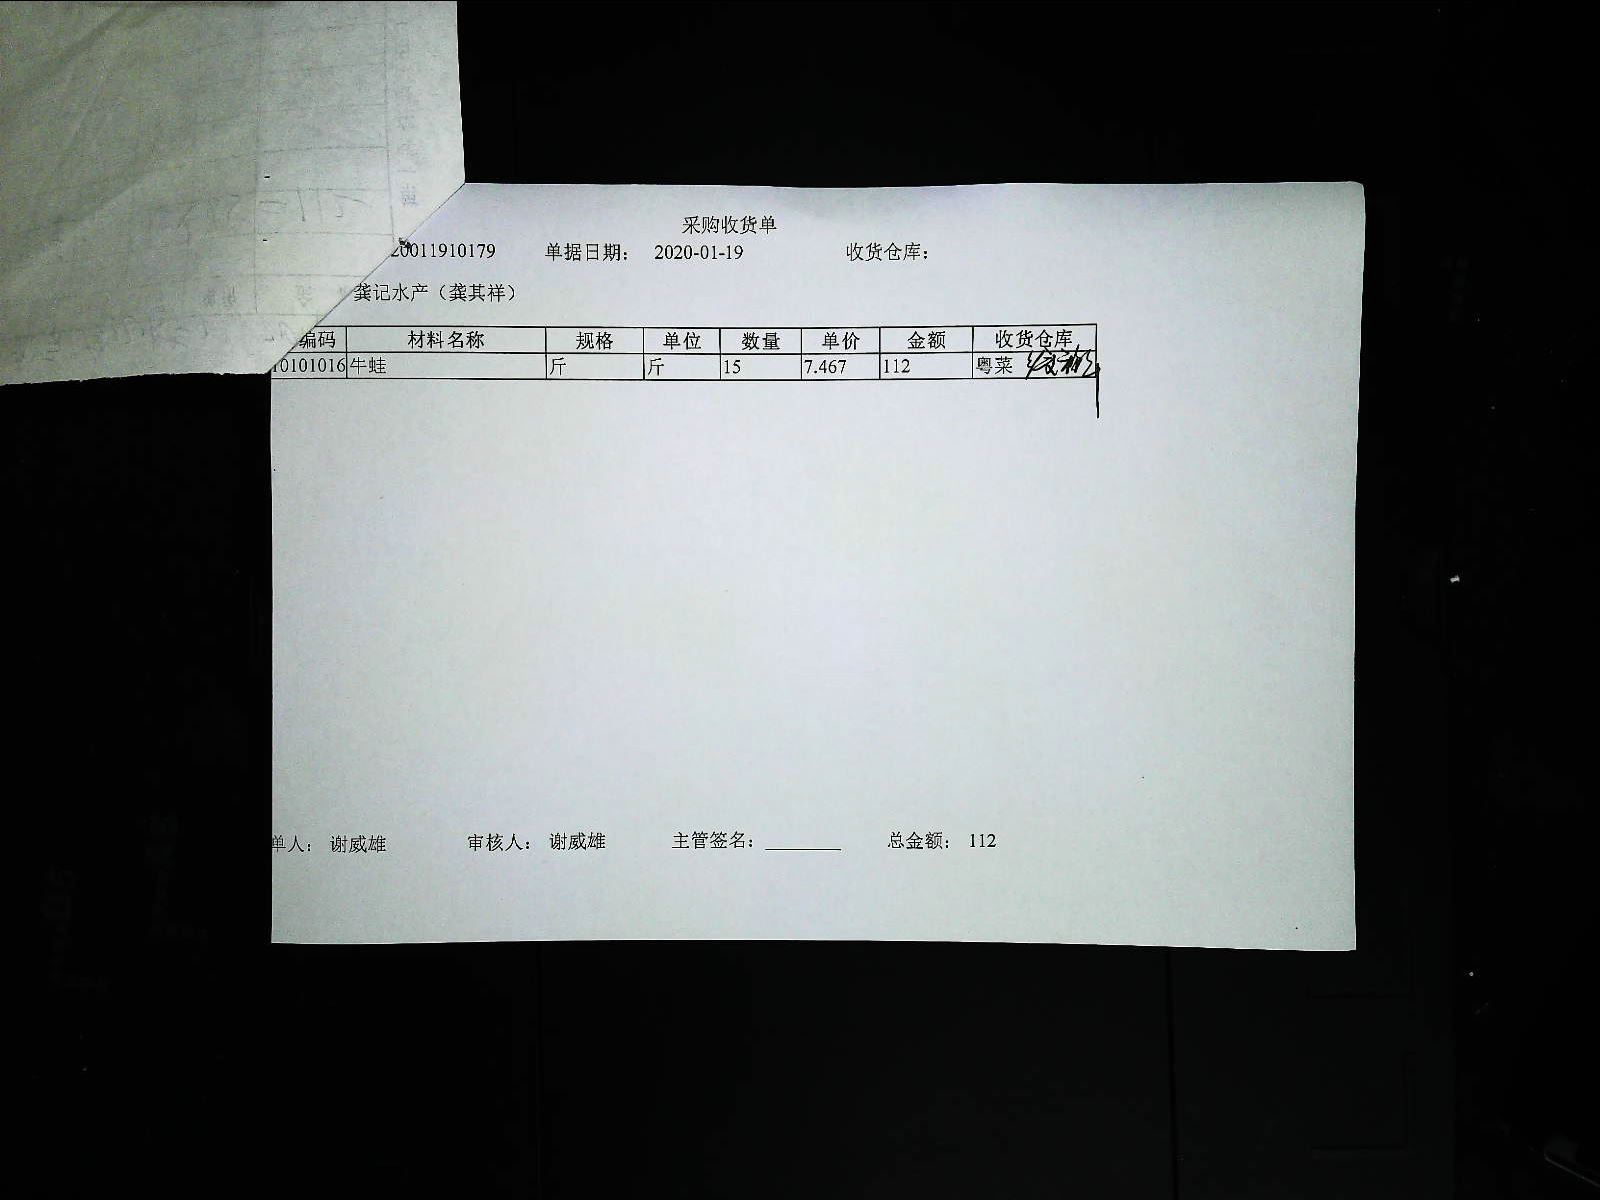 采购收货单
20011910179 单据日期： 2020-01-19 收货仓库：
龚记水产（龚其祥）
编码 材料名称 规格 单位 数量 单价 金额 收货仓库
10101016 牛蛙 斤 斤 15 7.467 112 粤菜
单人： 谢威雄 审核人： 谢威雄 主管签名： 总金额： 112